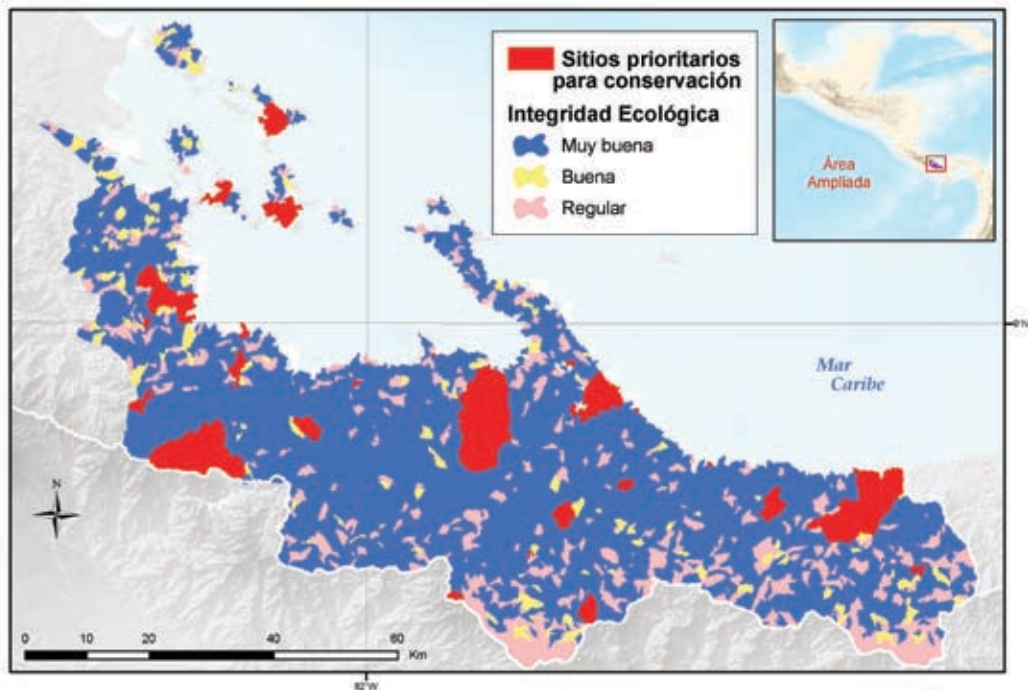 Sitios prioritarios
para conservación
Integridad Ecológica
Muy buena
Buena
Regular
Área
Ampliada
9°N
Mar
Caribe
N
0 10 20 40 60
Km
82°W